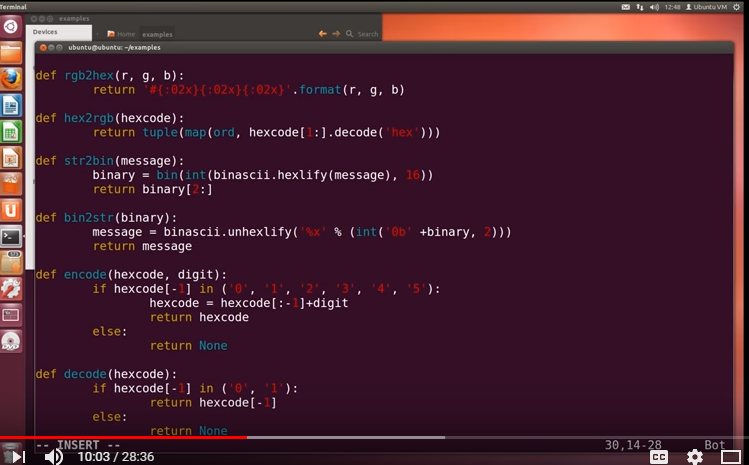 Terminal
12:48 Ubuntu VM
examples
Devices
Home examples
Search
ubuntu@ubuntu: ~/examples
def rgb2hex(r, g, b):
return '#{:02x}{:02x}{:02x}'.format(r, g, b)
def hex2rgb(hexcode):
return tuple(map(ord, hexcode[1:].decode('hex')))
def str2bin(message):
binary = bin(int(binascii.hexlify(message), 16))
return binary[2:]
def bin2str(binary):
message = binascii.unhexlify('%x' % (int('0b' +binary, 2)))
return message
def encode(hexcode, digit):
if hexcode[-1] in ('0', '1', '2', '3', '4', '5'):
hexcode = hexcode[:-1]+digit
return hexcode
else:
return None
def decode(hexcode):
if hexcode[-1] in ('0', '1'):
return hexcode[-1]
else:
return None
-- INSERT -- 30,14-28 Bot
10:03 / 28:36
CC